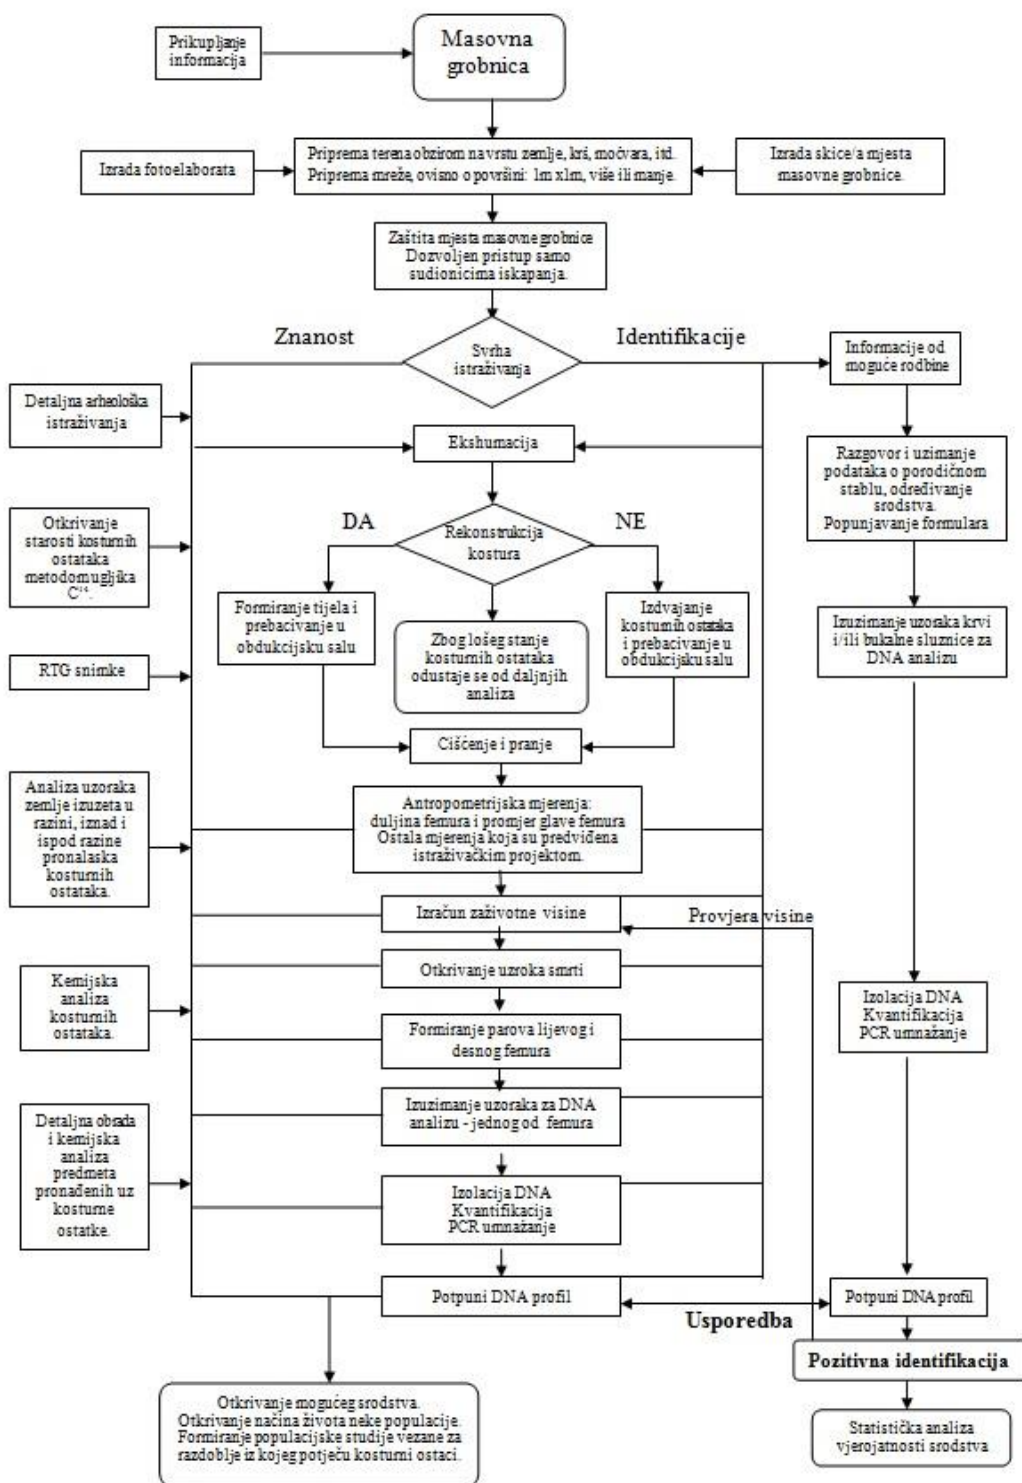 Prikupljanje
informacija
Masovna
grobnica
Izrada fotoelaborata
Priprema terena obzirom na vrstu zemlje, krš, močvara, itd.
Priprema mreže, ovisno o površini: 1m x1m, više ili manje.
Izrada skice/a mjesta
masovne grobnice.
Zaštita mjesta masovne grobnice
Dozvoljen pristup samo
sudionicima iskapanja.
Znanost
Svrha
istraživanja
Identifikacije
Informacije od
moguće rodbine
Detaljna arheološka
istraživanja
Ekshumacija
Razgovor i uzimanje
podataka o porodičnom
stablu, određivanje
srodstva.
Popunjavanje formulara
Otkrivanje
starosti kosturnih
ostataka
metodom ugljika
C¹⁴.
DA
Rekonstrukcija
kostura
NE
Formiranje tijela i
prebacivanje u
obdukcijsku salu
Zbog lošeg stanje
kosturnih ostataka
odustaje se od daljnjih
analiza
Izdvajanje
kosturnih ostataka
i prebacivanje u
obdukcijsku salu
Izuzimanje uzoraka krvi
i/ili bukalne sluznice za
DNA analizu
RTG snimke
Čišćenje i pranje
Analiza uzoraka
zemlje izuzeta u
razini, iznad i
ispod razine
pronalaska
kosturnih
ostataka.
Antropometrijska mjerenja:
duljina femura i promjer glave femura
Ostala mjerenja koja su predviđena
istraživačkim projektom.
Izračun zaživotne visine
Provjera visine
Otkrivanje uzroka smrti
Kemijska
analiza
kosturnih
ostataka.
Formiranje parova lijevog i
desnog femura
Izolacija DNA
Kvantifikacija
PCR umnažanje
Izuzimanje uzoraka za DNA
analizu - jednog od femura
Detaljna obrada
i kemijska
analiza
predmeta
pronađenih uz
kosturne
ostatke.
Izolacija DNA
Kvantifikacija
PCR umnažanje
Potpuni DNA profil
Usporedba
Potpuni DNA profil
Pozitivna identifikacija
Otkrivanje mogućeg srodstva.
Otkrivanje načina života neke populacije.
Formiranje populacijske studije vezane za
razdoblje iz kojeg potječu kosturni ostaci.
Statistička analiza
vjerojatnosti srodstva